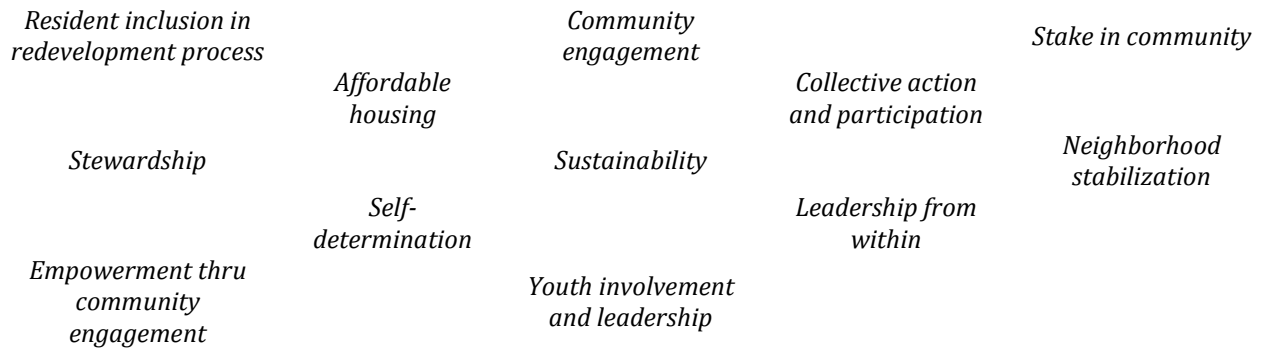 Resident inclusion in
redevelopment process
Community
engagement
Stake in community
Affordable
housing
Collective action
and participation
Stewardship
Sustainability
Neighborhood
stabilization
Self-
determination
Leadership from
within
Empowerment thru
community
engagement
Youth involvement
and leadership